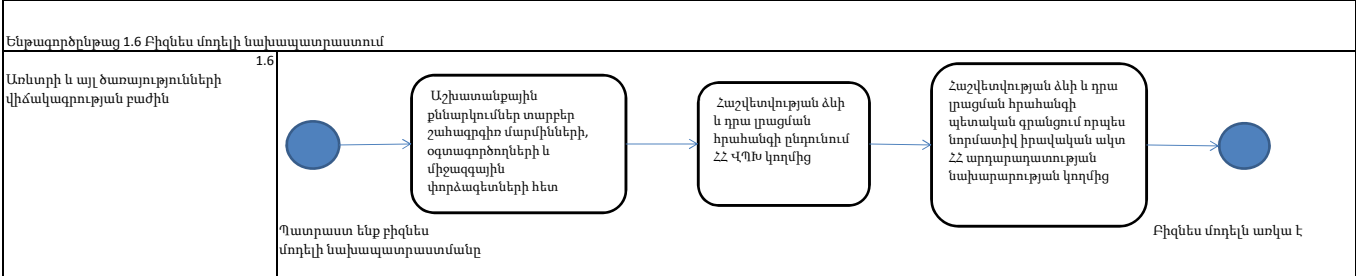 Ենթագործընթաց 1.6 Բիզնես մոդելի նախապատրաստում
1.6
Առևտրի և այլ ծառայությունների
վիճակագրության բաժին
Աշխատանքային
քննարկումներ տարբեր
շահագրգիռ մարմինների,
օգտագործողների և
միջազգային
փորձագետների հետ
Հաշվետվության ձևի
և դրա լրացման
հրահանգի ընդունում
ՀՀ ՎՊԽ կողմից
Հաշվետվության ձևի և դրա
լրացման հրահանգի
պետական գրանցում որպես
նորմատիվ իրավական ակտ
ՀՀ արդարադատության
նախարարության կողմից
Պատրաստ ենք բիզնես
մոդելի նախապատրաստմանը
Բիզնես մոդելն առկա է